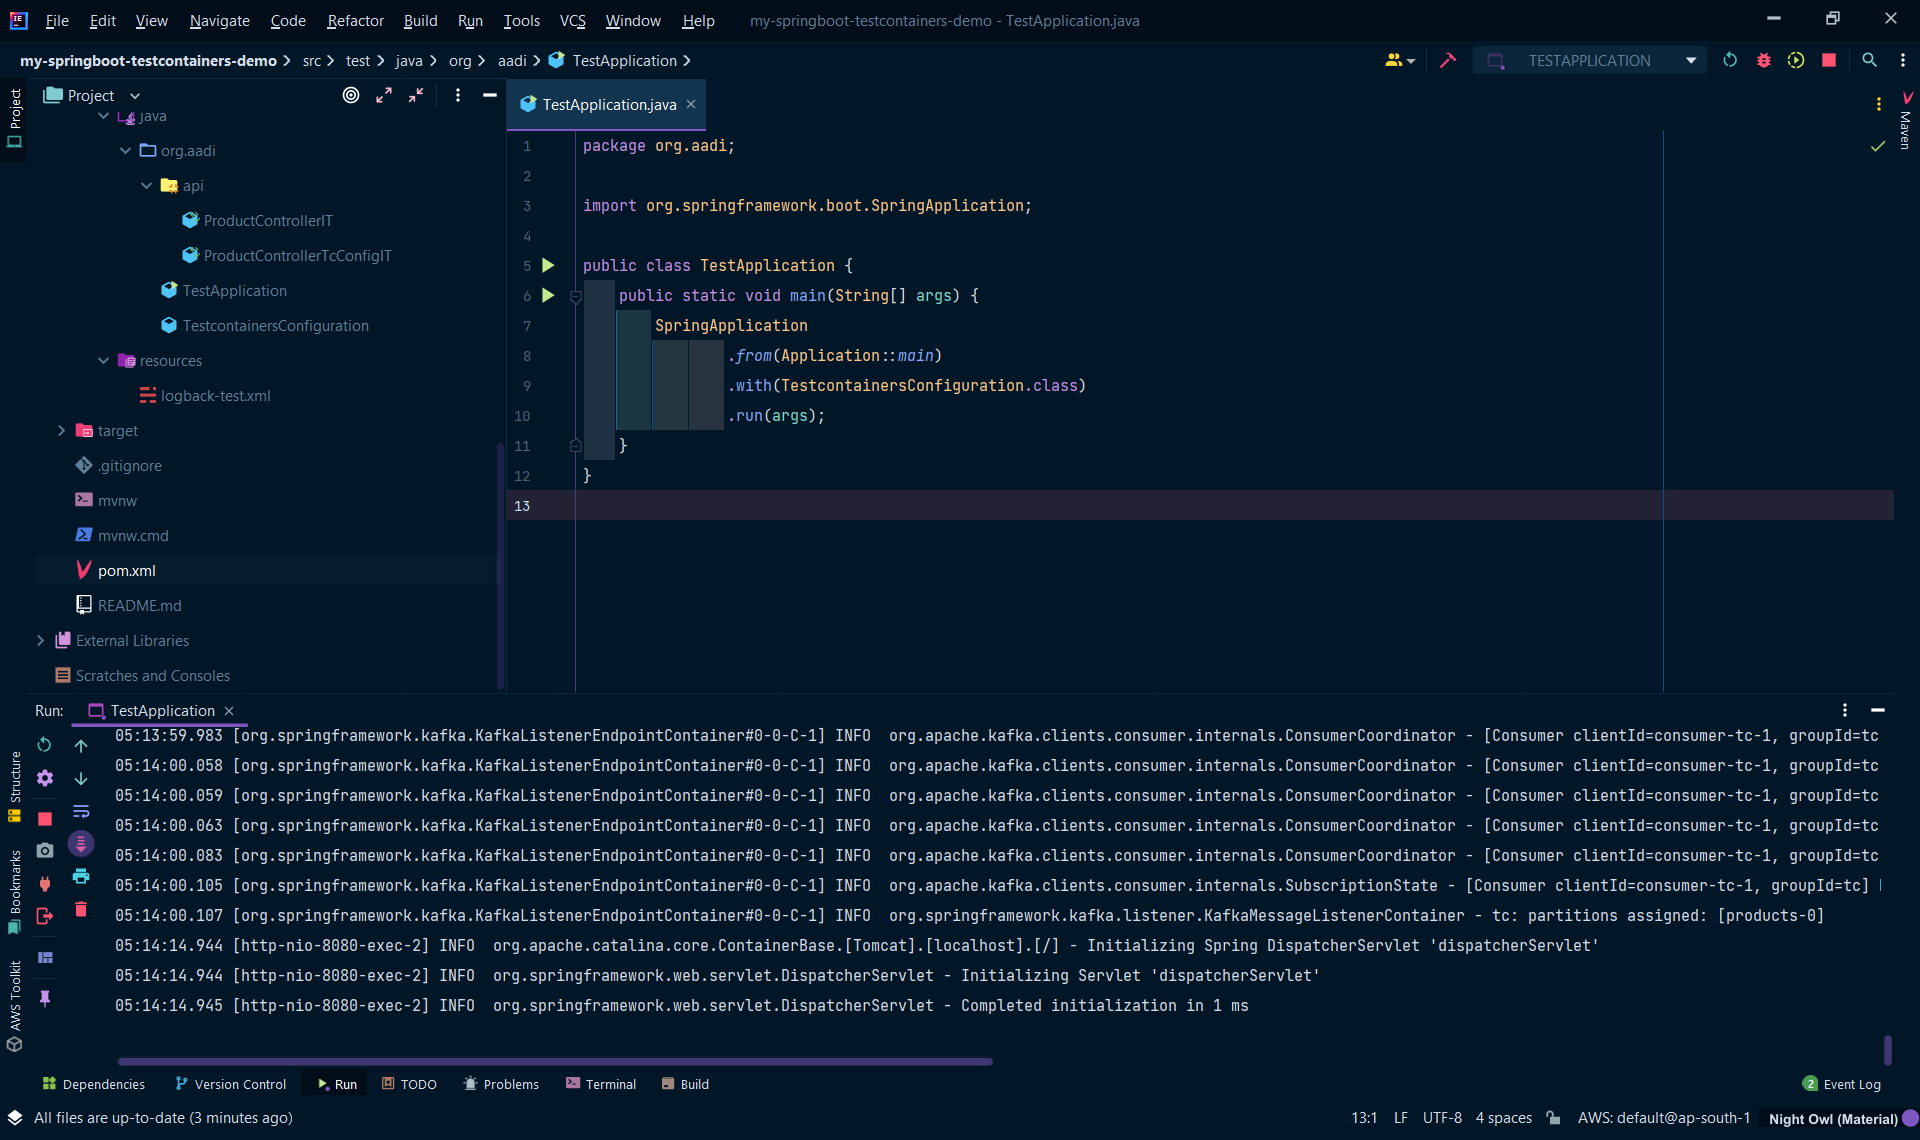 File Edit View Navigate Code Refactor Build Run Tools VCS Window Help my-springboot-testcontainers-demo - TestApplication.java
my-springboot-testcontainers-demo src test java org aadi TestApplication
TESTAPPLICATION
Project
Project
TestApplication.java
Maven
java
org.aadi
api
ProductControllerIT
ProductControllerTcConfigIT
TestApplication
TestcontainersConfiguration
resources
logback-test.xml
target
.gitignore
mvnw
mvnw.cmd
pom.xml
README.md
External Libraries
Scratches and Consoles
1 package org.aadi;
2
3 import org.springframework.boot.SpringApplication;
4
5 public class TestApplication {
6 public static void main(String[] args) {
7 SpringApplication
8 .from(Application::main)
9 .with(TestcontainersConfiguration.class)
10 .run(args);
11 }
12 }
13
Run: TestApplication
Structure
Bookmarks
AWS Toolkit
05:13:59.983 [org.springframework.kafka.KafkaListenerEndpointContainer#0-0-C-1] INFO org.apache.kafka.clients.consumer.internals.ConsumerCoordinator - [Consumer clientId=consumer-tc-1, groupId=tc
05:14:00.058 [org.springframework.kafka.KafkaListenerEndpointContainer#0-0-C-1] INFO org.apache.kafka.clients.consumer.internals.ConsumerCoordinator - [Consumer clientId=consumer-tc-1, groupId=tc
05:14:00.059 [org.springframework.kafka.KafkaListenerEndpointContainer#0-0-C-1] INFO org.apache.kafka.clients.consumer.internals.ConsumerCoordinator - [Consumer clientId=consumer-tc-1, groupId=tc
05:14:00.063 [org.springframework.kafka.KafkaListenerEndpointContainer#0-0-C-1] INFO org.apache.kafka.clients.consumer.internals.ConsumerCoordinator - [Consumer clientId=consumer-tc-1, groupId=tc
05:14:00.083 [org.springframework.kafka.KafkaListenerEndpointContainer#0-0-C-1] INFO org.apache.kafka.clients.consumer.internals.ConsumerCoordinator - [Consumer clientId=consumer-tc-1, groupId=tc
05:14:00.105 [org.springframework.kafka.KafkaListenerEndpointContainer#0-0-C-1] INFO org.apache.kafka.clients.consumer.internals.SubscriptionState - [Consumer clientId=consumer-tc-1, groupId=tc]
05:14:00.107 [org.springframework.kafka.KafkaListenerEndpointContainer#0-0-C-1] INFO org.springframework.kafka.listener.KafkaMessageListenerContainer - tc: partitions assigned: [products-0]
05:14:14.944 [http-nio-8080-exec-2] INFO org.apache.catalina.core.ContainerBase.[Tomcat].[localhost].[/] - Initializing Spring DispatcherServlet 'dispatcherServlet'
05:14:14.944 [http-nio-8080-exec-2] INFO org.springframework.web.servlet.DispatcherServlet - Initializing Servlet 'dispatcherServlet'
05:14:14.945 [http-nio-8080-exec-2] INFO org.springframework.web.servlet.DispatcherServlet - Completed initialization in 1 ms
Dependencies Version Control Run TODO Problems Terminal Build 2 Event Log
All files are up-to-date (3 minutes ago) 13:1 LF UTF-8 4 spaces AWS: default@ap-south-1 Night Owl (Material)